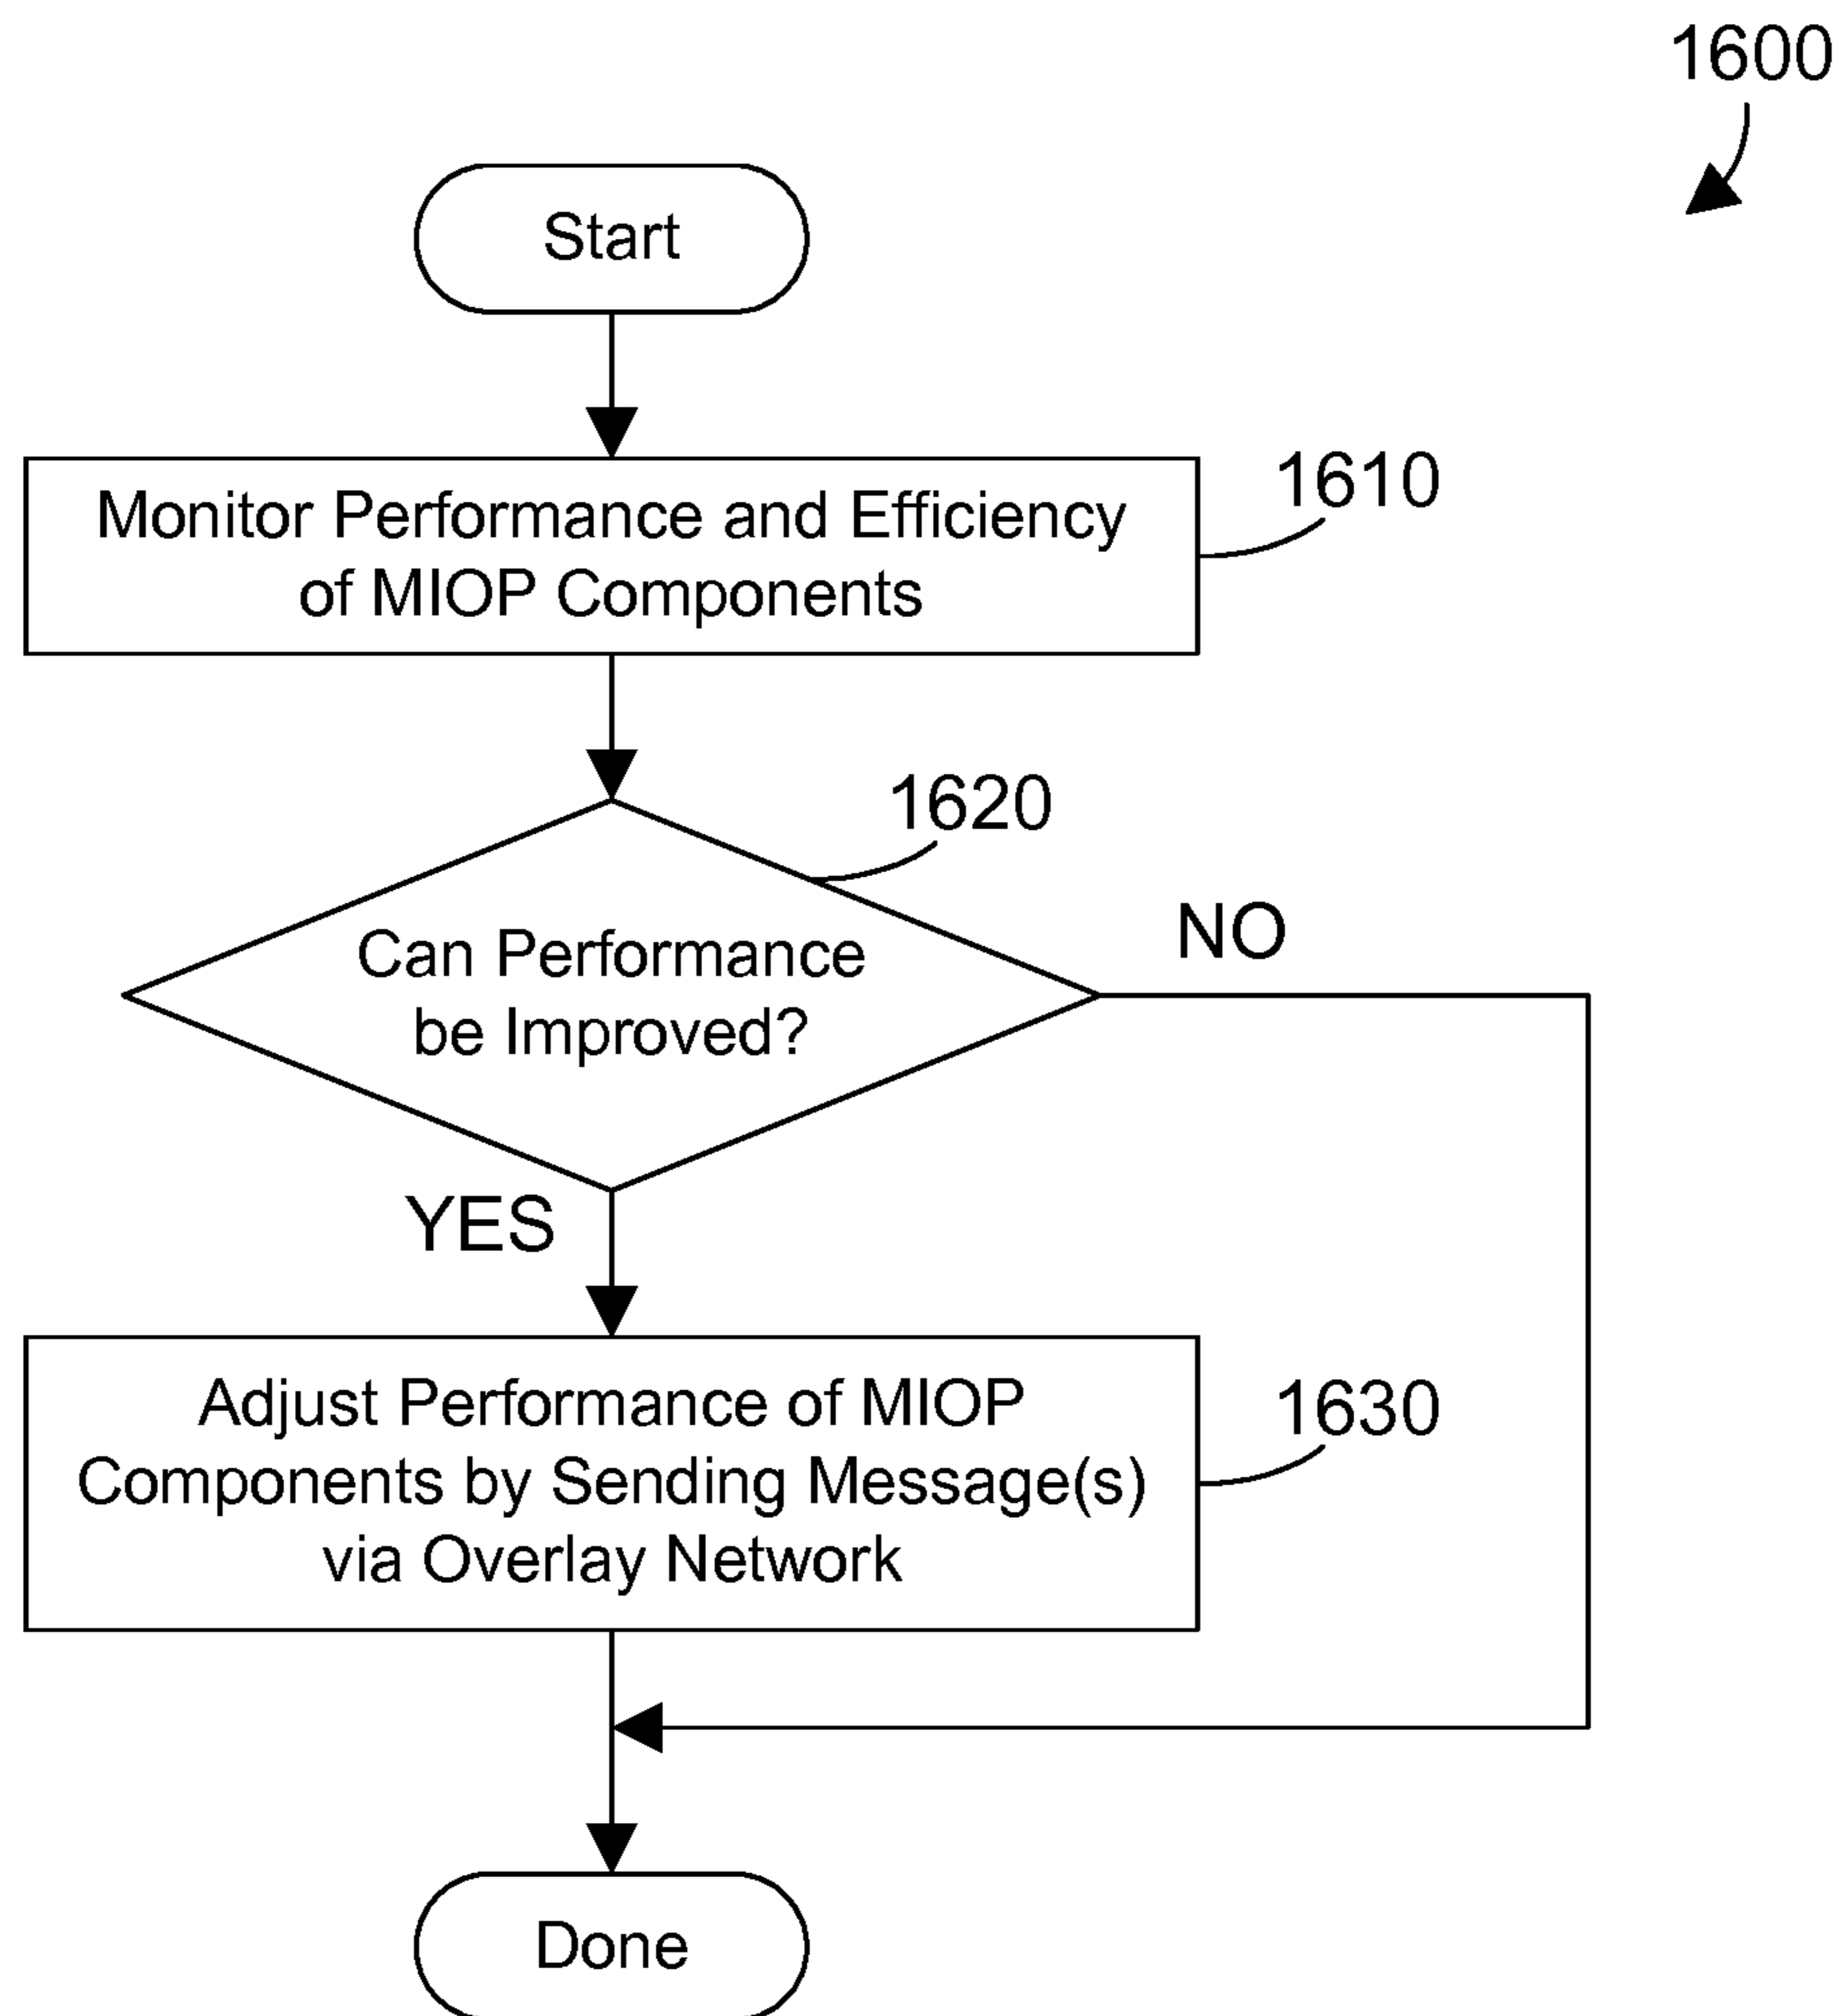 1600
Start
Monitor Performance and Efficiency
of MIOP Components
1610
1620
Can Performance
be Improved?
NO
YES
Adjust Performance of MIOP
Components by Sending Message(s)
via Overlay Network
1630
Done